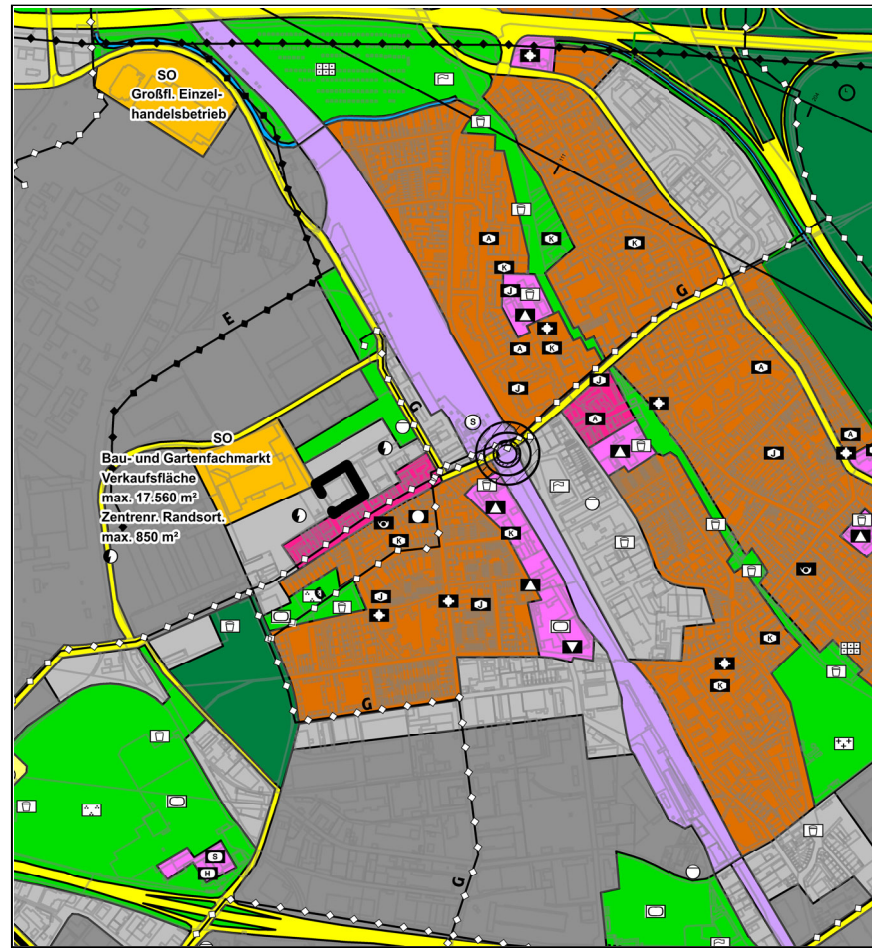 SO
Großfl. Einzel-
handelsbetrieb
A
K
K
K
J
G
E
A
K
J
J
A
G
S
A
A
J
SO
Bau- und Gartenfachmarkt
Verkaufsfläche
max. 17.560 m²
Zentrenr. Randsort.
max. 850 m²
K
K
J
J
K
K
G
G
S
H